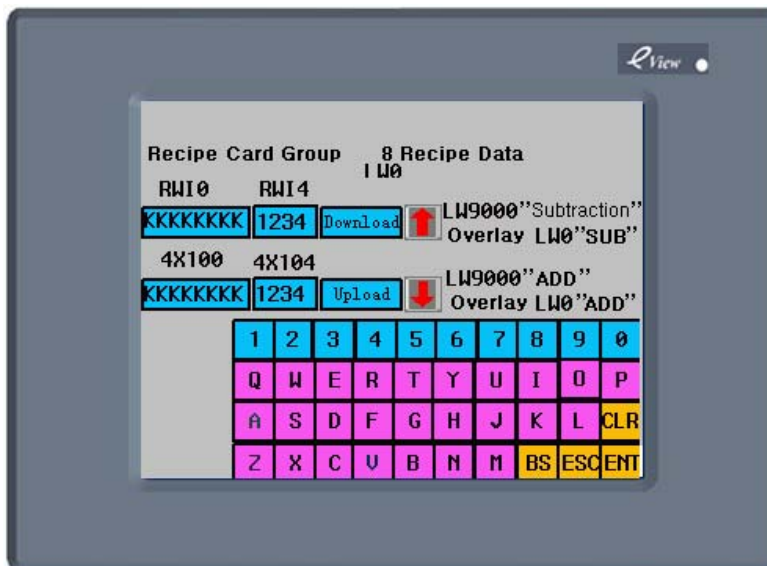 eView
Recipe Card Group 8 Recipe Data
LW0
RWI0 RWI4
KKKKKKKK 1234 Download LW9000"Subtraction"
Overlay LW0"SUB"
4X100 4X104
KKKKKKKK 1234 Upload LW9000"ADD"
Overlay LW0"ADD"
1 2 3 4 5 6 7 8 9 0
Q W E R T Y U I O P
A S D F G H J K L CLR
Z X C V B N M BS ESC ENT